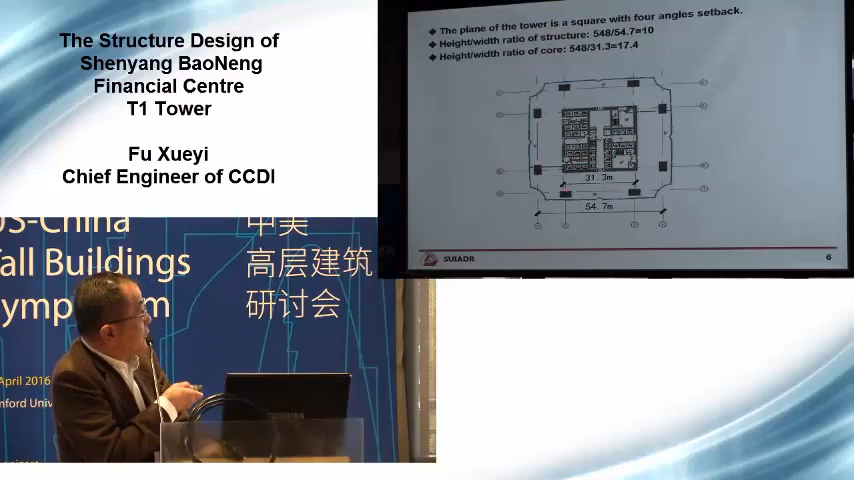 The Structure Design of
Shenyang BaoNeng
Financial Centre
T1 Tower
Fu Xueyi
Chief Engineer of CCDI
The plane of the tower is a square with four angles setback.
Height/width ratio of structure: 548/54.7=10
Height/width ratio of core: 548/31.3=17.4
31.3m
54.7m
SUIADR
6
US-China
Tall Buildings
Symposium
中美
高层建筑
研讨会
April 2016
TOSHIBA